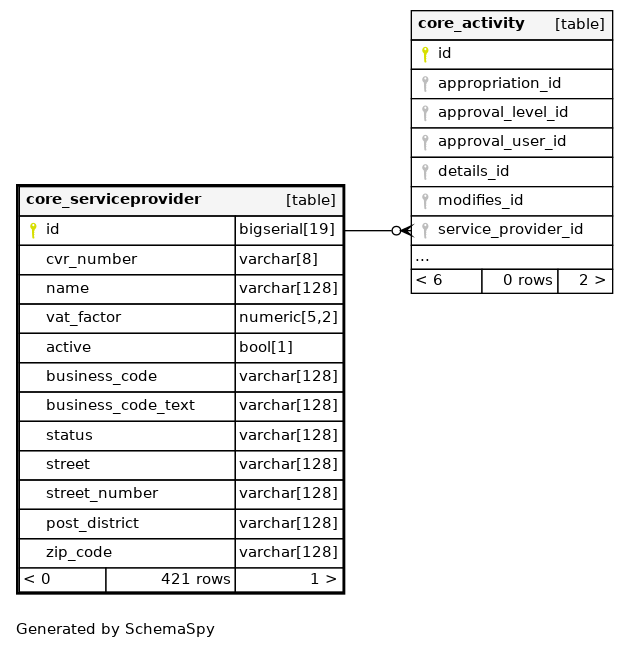 core_activity [table]
id
appropriation_id
approval_level_id
approval_user_id
details_id
modifies_id
service_provider_id
...
< 6 0 rows 2 >
core_serviceprovider [table]
id bigserial[19]
cvr_number varchar[8]
name varchar[128]
vat_factor numeric[5,2]
active bool[1]
business_code varchar[128]
business_code_text varchar[128]
status varchar[128]
street varchar[128]
street_number varchar[128]
post_district varchar[128]
zip_code varchar[128]
< 0 421 rows 1 >
Generated by SchemaSpy